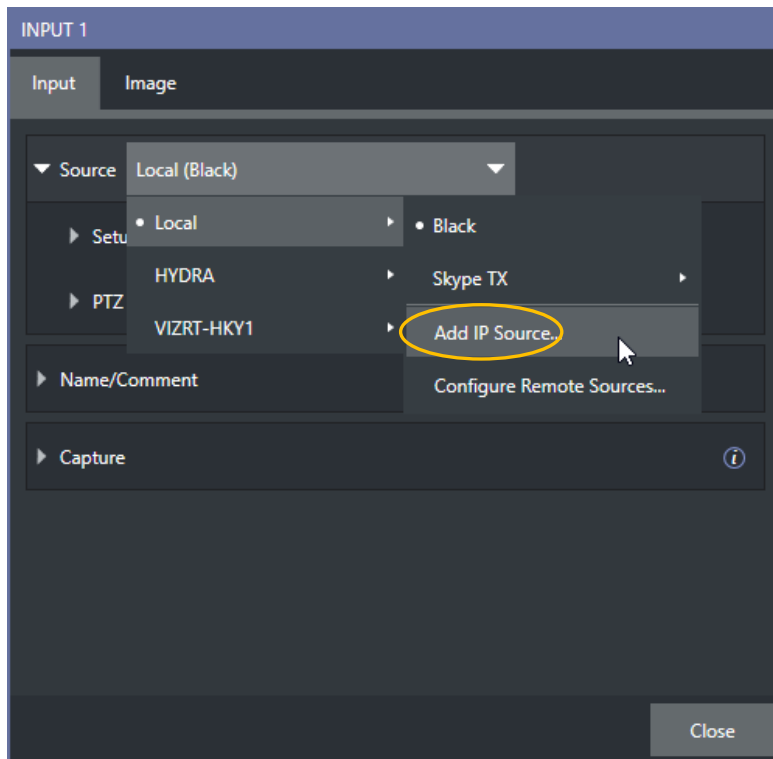 INPUT 1
Input Image
Source Local (Black)
Setu
Local
Black
HYDRA
Skype TX
PTZ
VIZRT-HKY1
Add IP Source...
Name/Comment
Configure Remote Sources...
Capture
i
Close